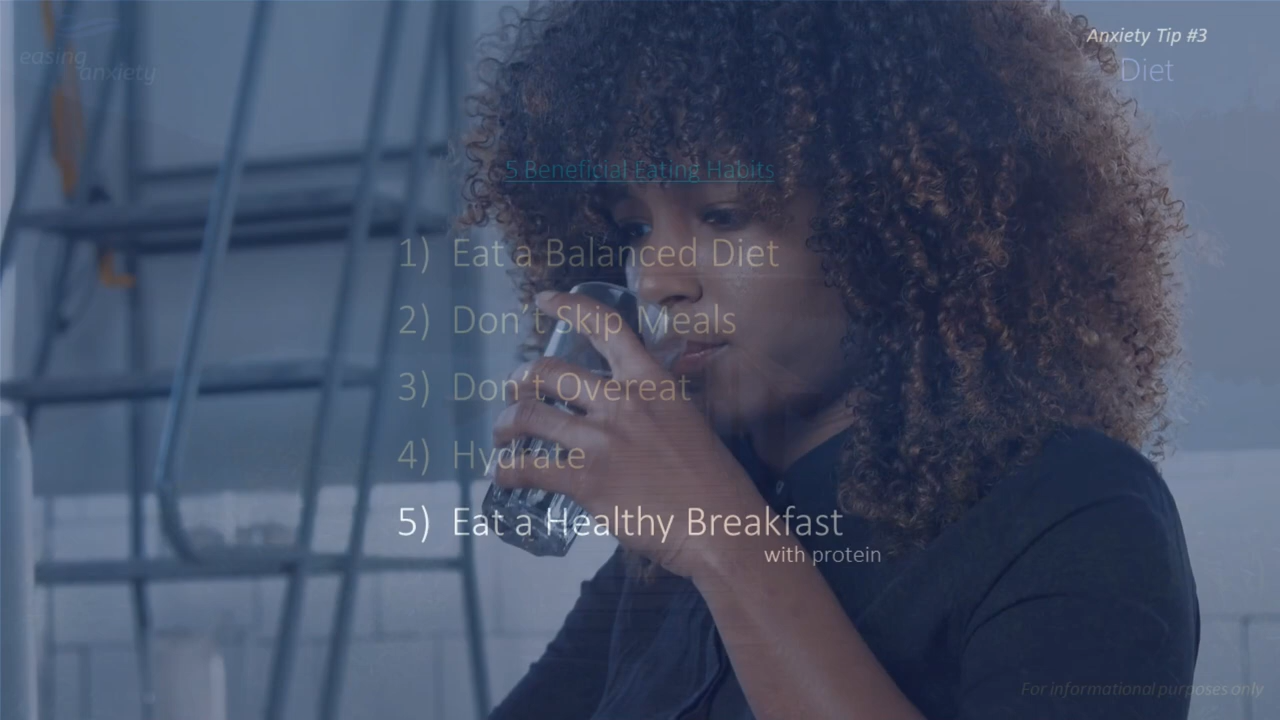 easing
anxiety
Anxiety Tip #3
Diet
5 Beneficial Eating Habits
1) Eat a Balanced Diet
2) Don't Skip Meals
3) Don't Overeat
4) Hydrate
5) Eat a Healthy Breakfast
with protein
For informational purposes only